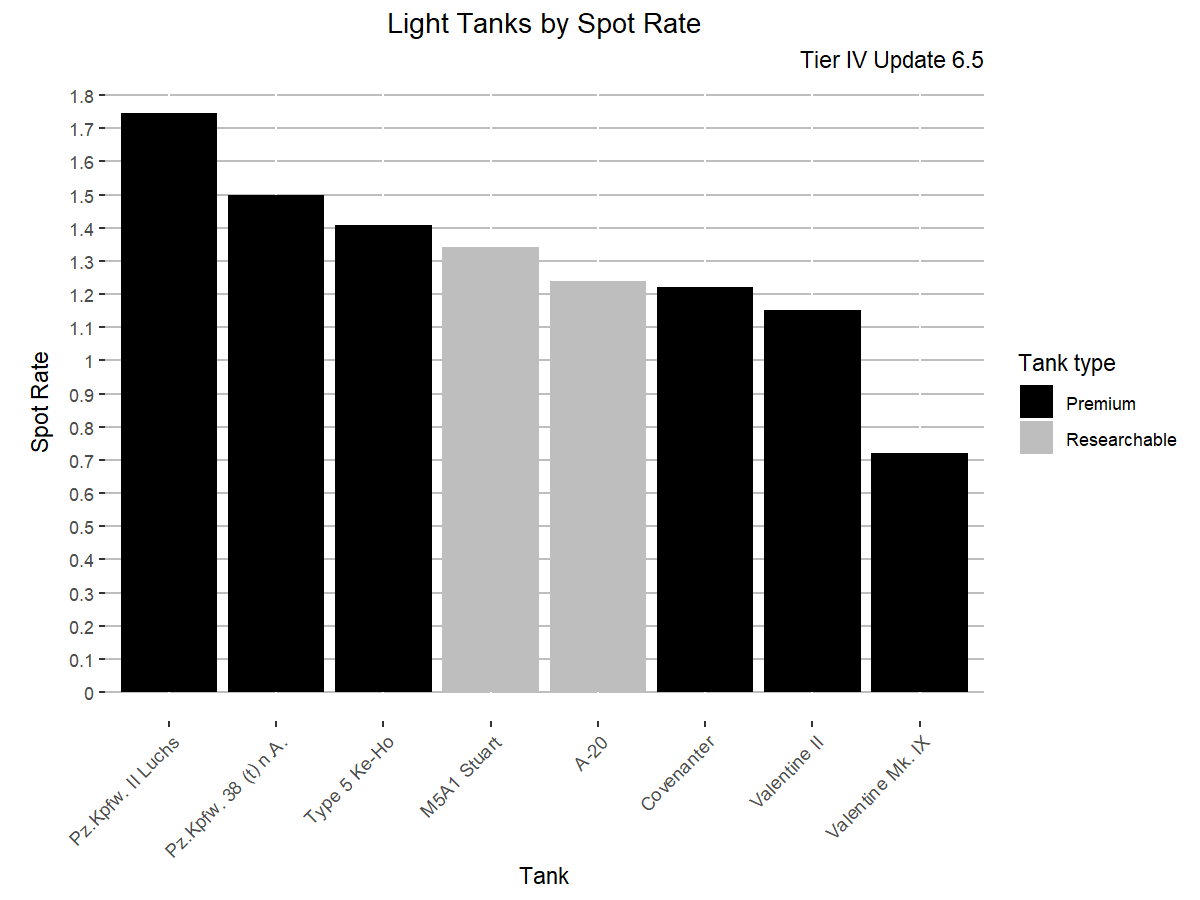 Light Tanks by Spot Rate
Tier IV Update 6.5
Spot Rate
1.8
1.7
1.6
1.5
1.4
1.3
1.2
1.1
1
0.9
0.8
0.7
0.6
0.5
0.4
0.3
0.2
0.1
0
Pz.Kpfw. II Luchs
Pz.Kpfw. 38 (t) n A.
Type 5 Ke-Ho
M5A1 Stuart
A-20
Covenanter
Valentine II
Valentine Mk. IX
Tank
Tank type
Premium
Researchable